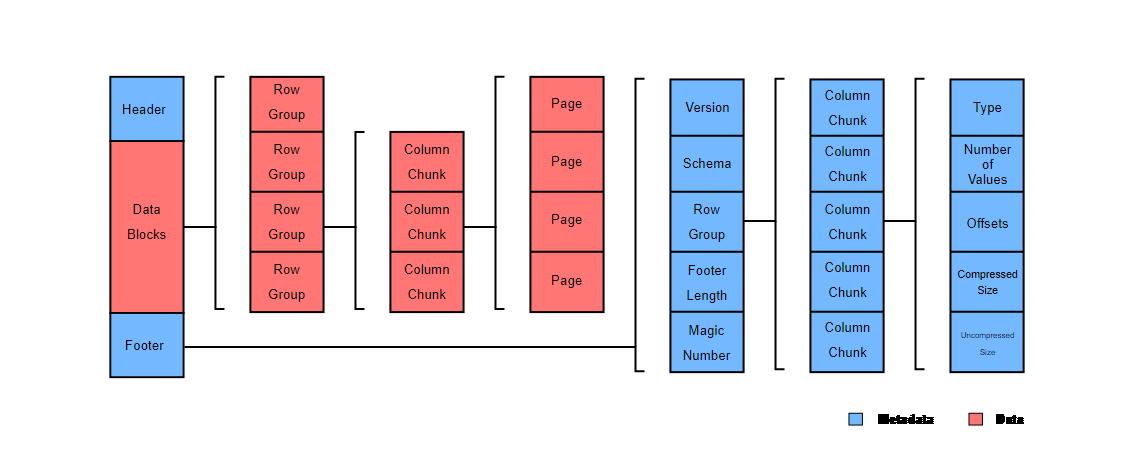 Header
Data
Blocks
Footer
Row
Group
Row
Group
Row
Group
Row
Group
Column
Chunk
Column
Chunk
Column
Chunk
Page
Page
Page
Page
Version
Schema
Row
Group
Footer
Length
Magic
Number
Column
Chunk
Column
Chunk
Column
Chunk
Column
Chunk
Column
Chunk
Type
Number
of
Values
Offsets
Compressed
Size
Uncompressed
Size
Metadata
Data